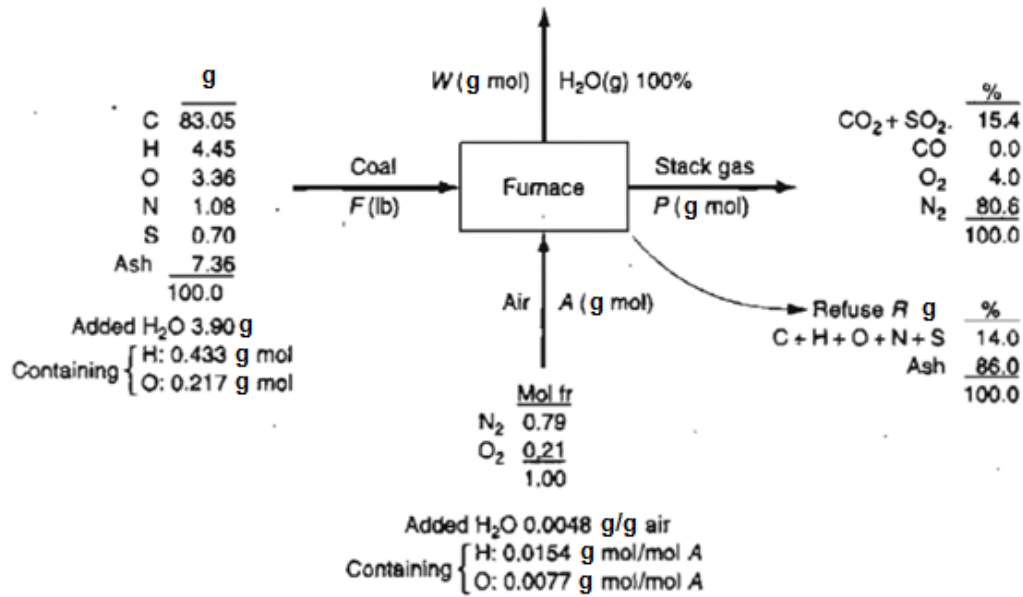 W (g mol) H₂O(g) 100%
g
C 83.05
H 4.45
O 3.36
N 1.08
S 0.70
Ash 7.36
100.0
Added H₂O 3.90 g
Containing { H: 0.433 g mol
O: 0.217 g mol
Coal
F (lb)
Furnace
Stack gas
P (g mol)
%
CO₂ + SO₂. 15.4
CO 0.0
O₂ 4.0
N₂ 80.6
100.0
Air A (g mol)
Refuse R g %
C + H + O + N + S 14.0
Ash 86.0
100.0
Mol fr
N₂ 0.79
O₂ 0.21
1.00
Added H₂O 0.0048 g/g air
Containing { H: 0.0154 g mol/mol A
O: 0.0077 g mol/mol A